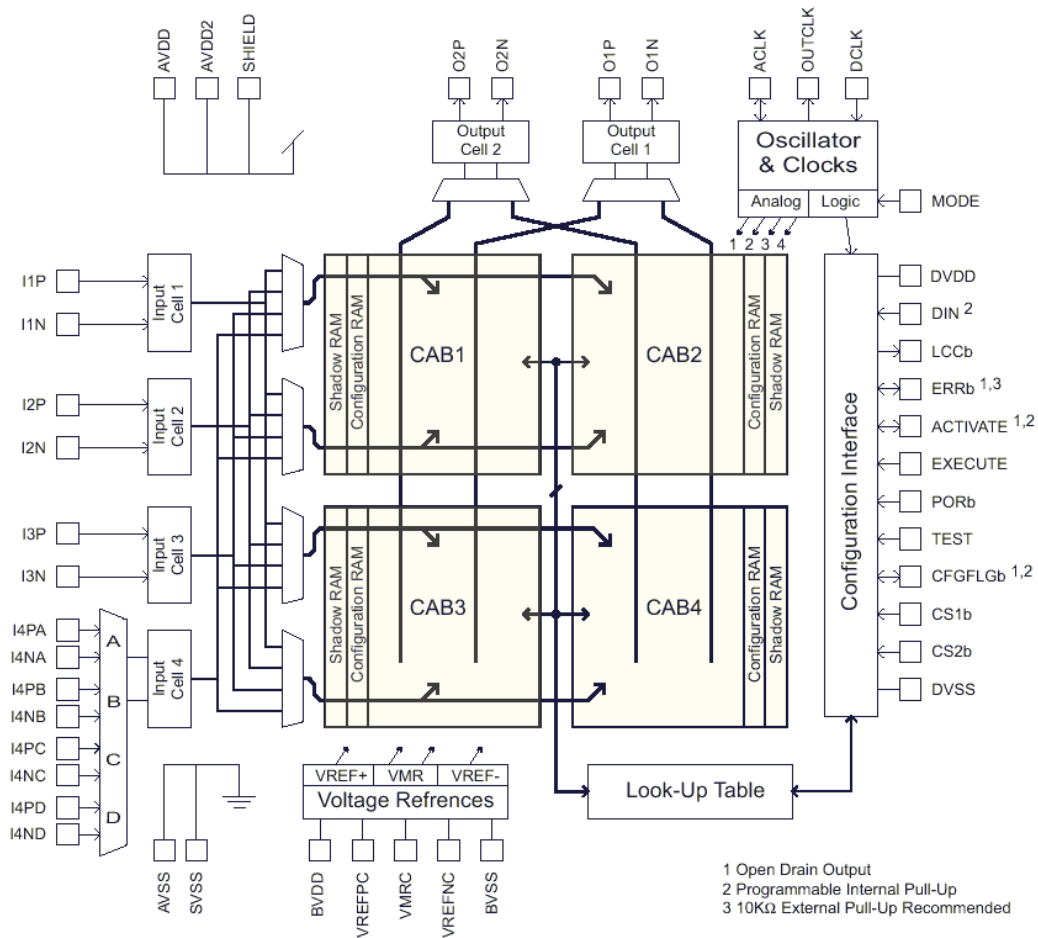 AVDD
AVDD2
SHIELD
O2P
O2N
O1P
O1N
ACLK
OUTCLK
DCLK
Output
Cell 2
Output
Cell 1
Oscillator
& Clocks
Analog
Logic
MODE
1 2 3 4
I1P
I1N
Input
Cell 1
I2P
I2N
Input
Cell 2
I3P
I3N
Input
Cell 3
I4PA
I4NA
I4PB
I4NB
I4PC
I4NC
I4PD
I4ND
A
B
C
D
Input
Cell 4
Shadow RAM
Configuration RAM
CAB1
CAB2
Configuration RAM
Shadow RAM
Shadow RAM
Configuration RAM
CAB3
CAB4
Configuration RAM
Shadow RAM
Configuration Interface
DVDD
DIN 2
LCCb
ERRb 1,3
ACTIVATE 1,2
EXECUTE
PORb
TEST
CFGFLGb 1,2
CS1b
CS2b
DVSS
VREF+
VMR
VREF-
Voltage Refrences
Look-Up Table
AVSS
SVSS
BVDD
VREFPC
VMRC
VREFNC
BVSS
1 Open Drain Output
2 Programmable Internal Pull-Up
3 10KΩ External Pull-Up Recommended